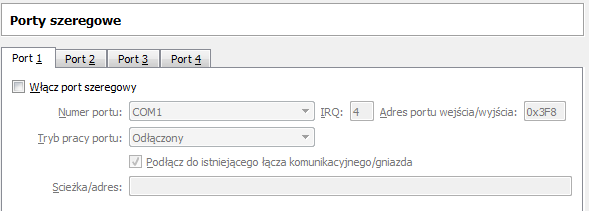 Porty szeregowe
Port 1 Port 2 Port 3 Port 4
Włącz port szeregowy
Numer portu: COM1 IRQ: 4 Adres portu wejścia/wyjścia: 0x3F8
Tryb pracy portu: Odłączony
Podłącz do istniejącego łącza komunikacyjnego/gniazda
Ścieżka/adres: